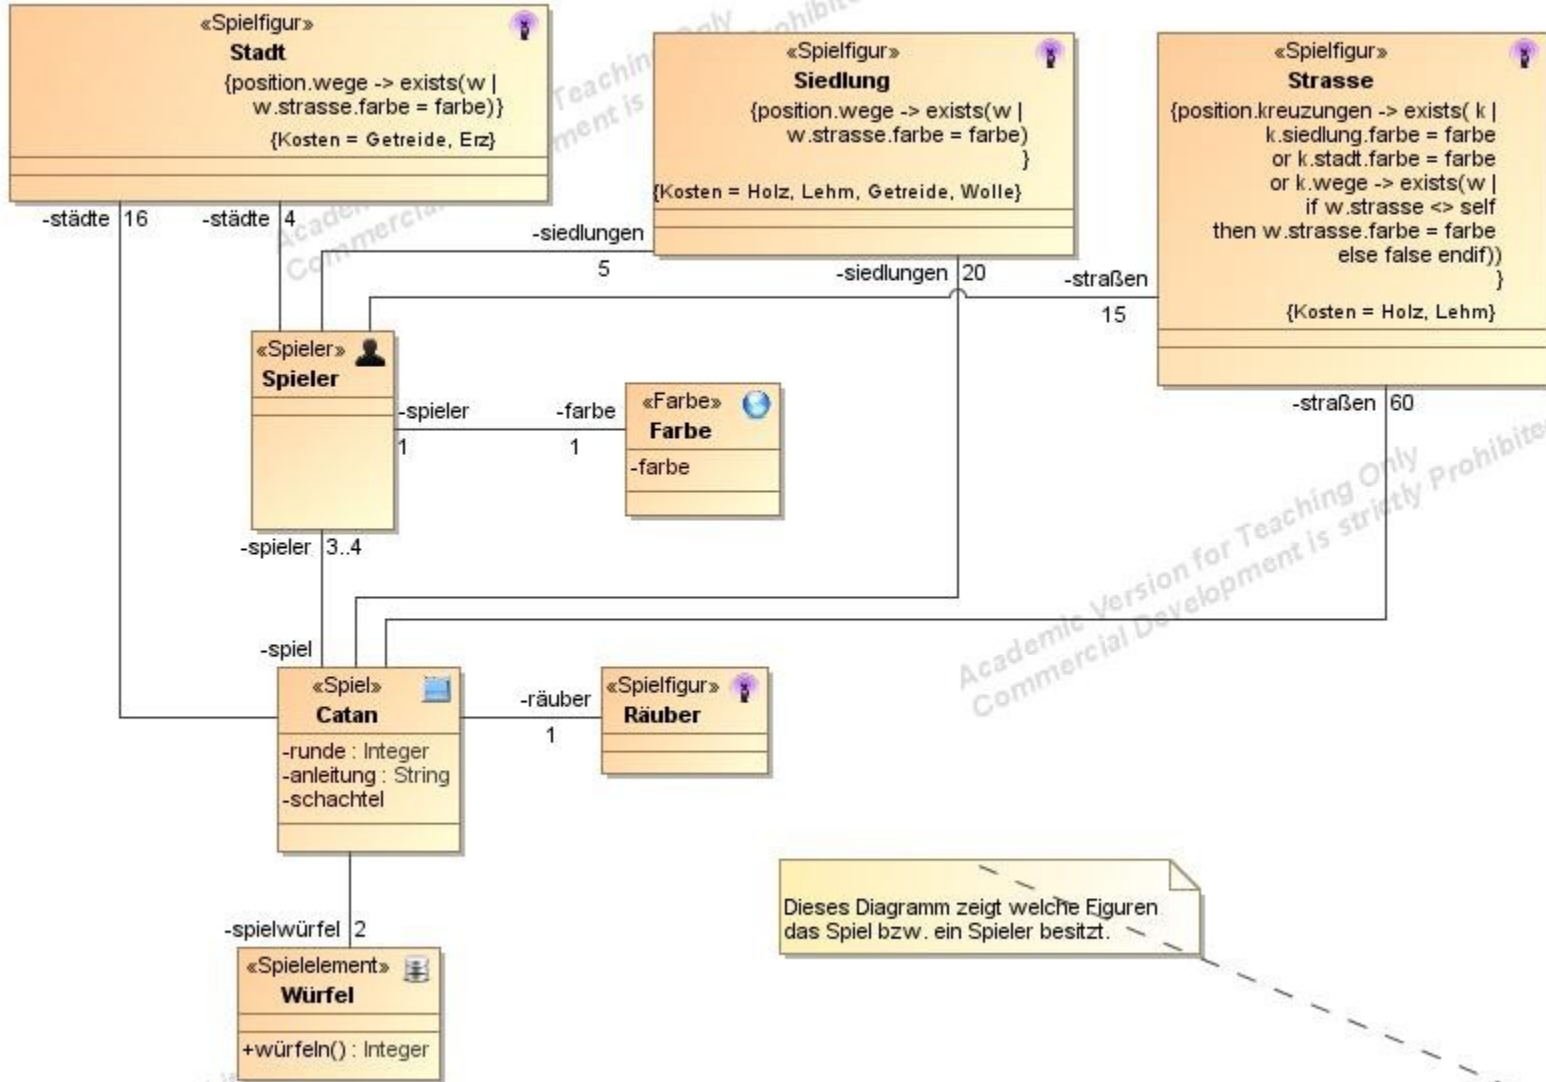 «Spielfigur»
Stadt
{position.wege -> exists(w |
w.strasse.farbe = farbe)}
{Kosten = Getreide, Erz}
«Spielfigur»
Siedlung
{position.wege -> exists(w |
w.strasse.farbe = farbe)
}
{Kosten = Holz, Lehm, Getreide, Wolle}
«Spielfigur»
Strasse
{position.kreuzungen -> exists( k |
k.siedlung.farbe = farbe
or k.stadt.farbe = farbe
or k.wege -> exists(w |
if w.strasse <> self
then w.strasse.farbe = farbe
else false endif))
}
{Kosten = Holz, Lehm}
-städte 16
-städte 4
-siedlungen
5
-siedlungen 20
-straßen
15
«Spieler»
Spieler
-spieler
1
-farbe
1
«Farbe»
Farbe
-farbe
-straßen 60
-spieler 3..4
-spiel
«Spiel»
Catan
-runde : Integer
-anleitung : String
-schachtel
-räuber
1
«Spielfigur»
Räuber
Academic Version for Teaching Only
Commercial Development is strictly Prohibited
-spielwürfel 2
«Spielelement»
Würfel
+würfeln() : Integer
Dieses Diagramm zeigt welche Figuren
das Spiel bzw. ein Spieler besitzt.